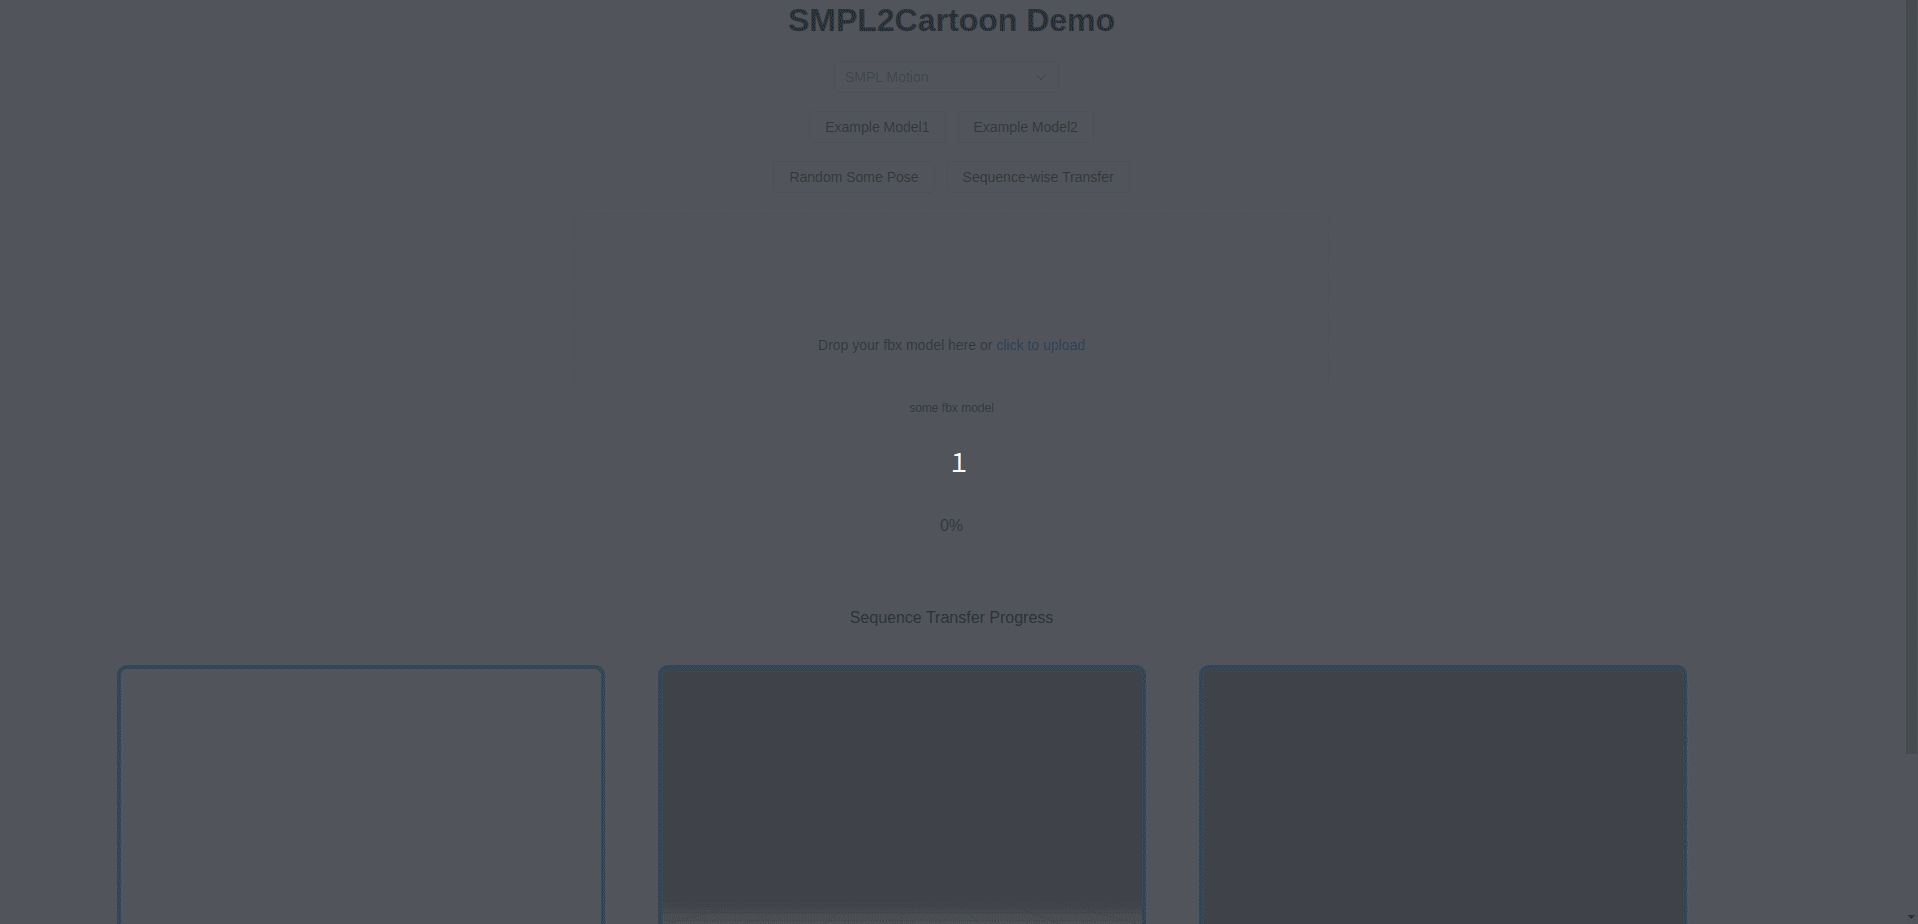 SMPL2Cartoon Demo
SMPL Motion
Example Model1 Example Model2
Random Some Pose Sequence-wise Transfer
Drop your fbx model here or click to upload
some fbx model
1
0%
Sequence Transfer Progress